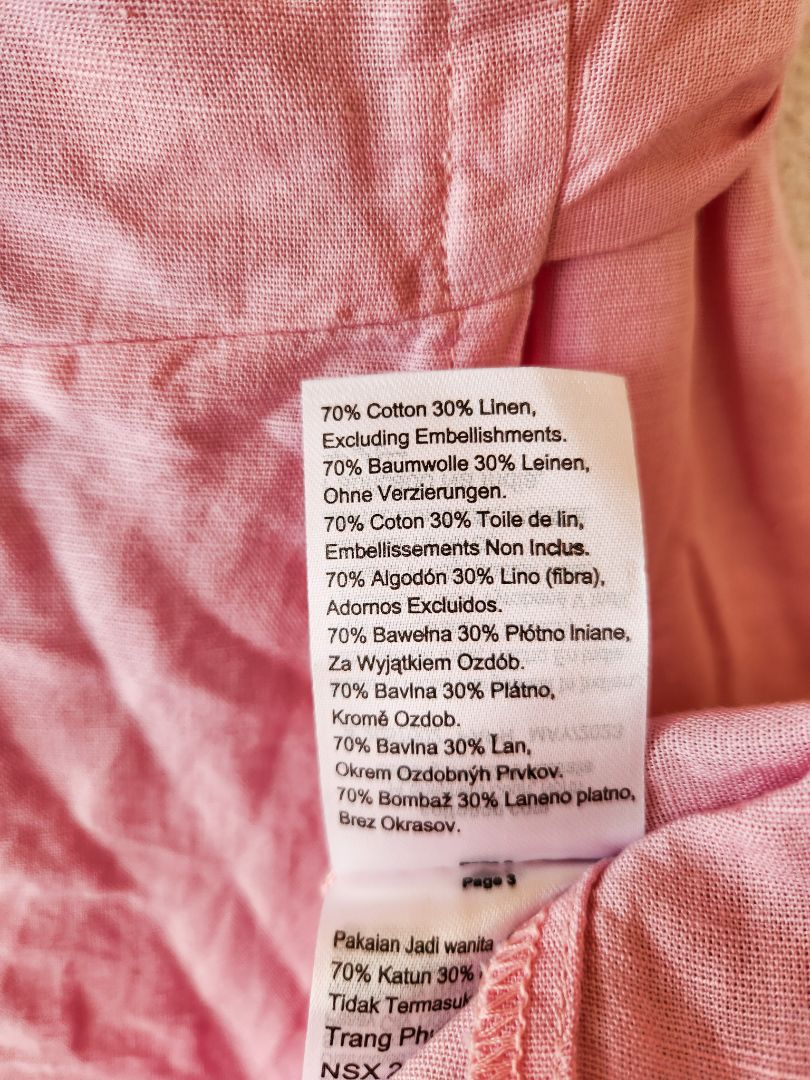 70% Cotton 30% Linen,
Excluding Embellishments.
70% Baumwolle 30% Leinen,
Ohne Verzierungen.
70% Coton 30% Toile de lin,
Embellissements Non Inclus.
70% Algodón 30% Lino (fibra),
Adornos Excluidos.
70% Bawełna 30% Płótno lniane,
Za Wyjątkiem Ozdób.
70% Bavlna 30% Plátno,
Kromě Ozdob.
70% Bavlna 30% Ľan,
Okrem Ozdobnýh Prvkov.
70% Bombaž 30% Laneno platno,
Brez Okrasov.
Page 3
Pakaian Jadi wanita
70% Katun 30%
Tidak Termasuk
Trang
NSX